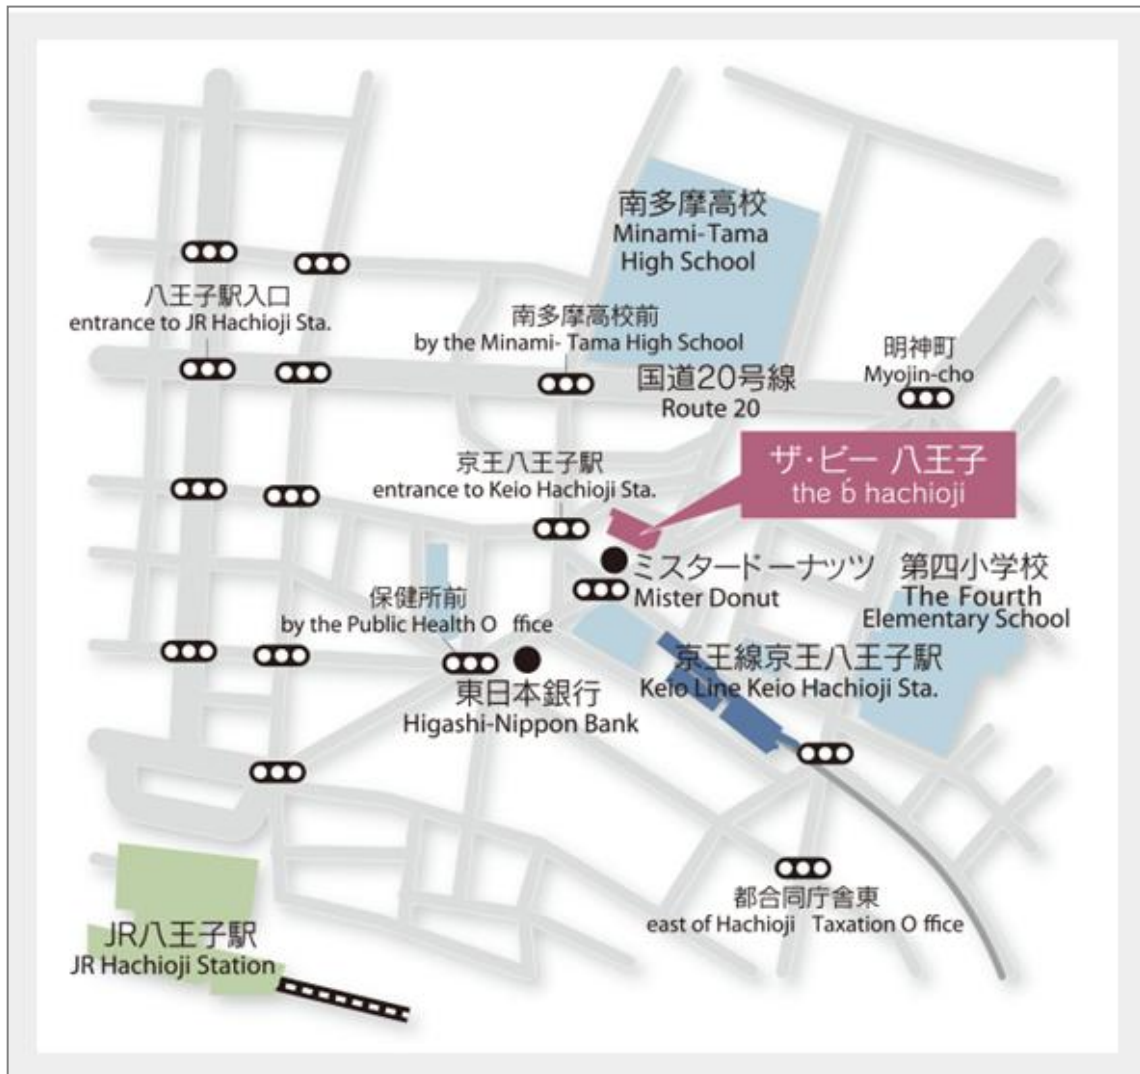 南多摩高校
Minami-Tama
High School
八王子駅入口
entrance to JR Hachioji Sta.
南多摩高校前
by the Minami- Tama High School
明神町
Myojin-cho
国道20号線
Route 20
京王八王子駅
entrance to Keio Hachioji Sta.
ザ・ビー 八王子
the b́ hachioji
ミスタードーナッツ
Mister Donut
第四小学校
The Fourth
Elementary School
保健所前
by the Public Health O ffice
京王線京王八王子駅
Keio Line Keio Hachioji Sta.
東日本銀行
Higashi-Nippon Bank
都合同庁舎東
east of Hachioji Taxation O ffice
JR八王子駅
JR Hachioji Station